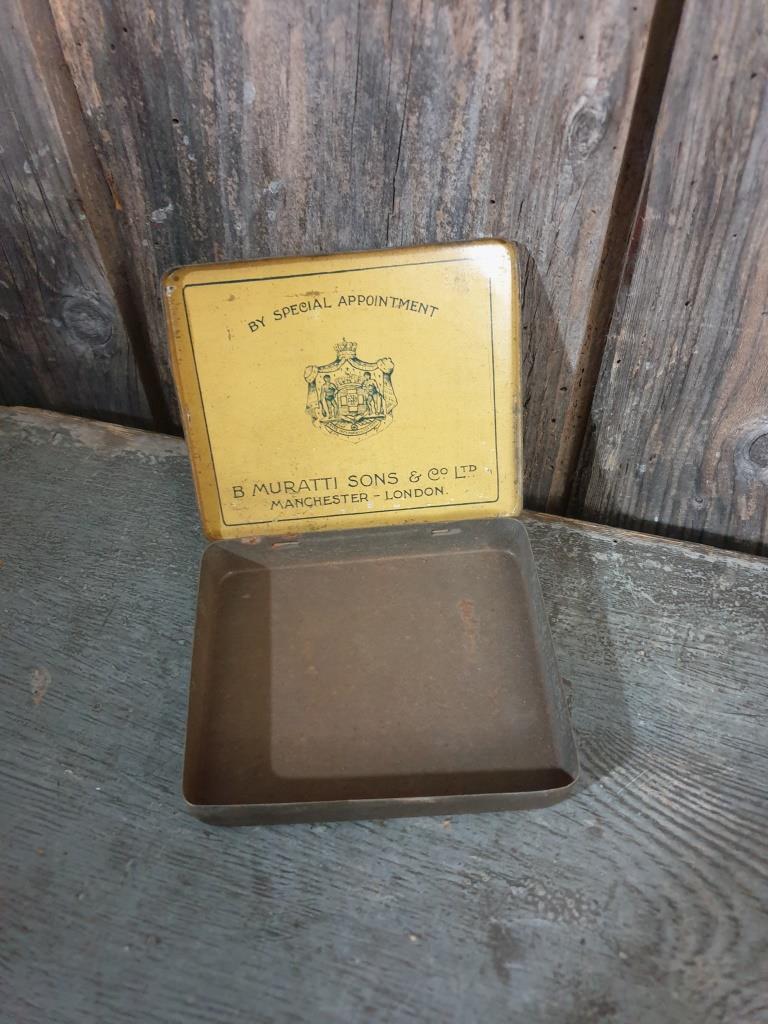 BY SPECIAL APPOINTMENT
B MURATTI SONS & CO LTD
MANCHESTER - LONDON.